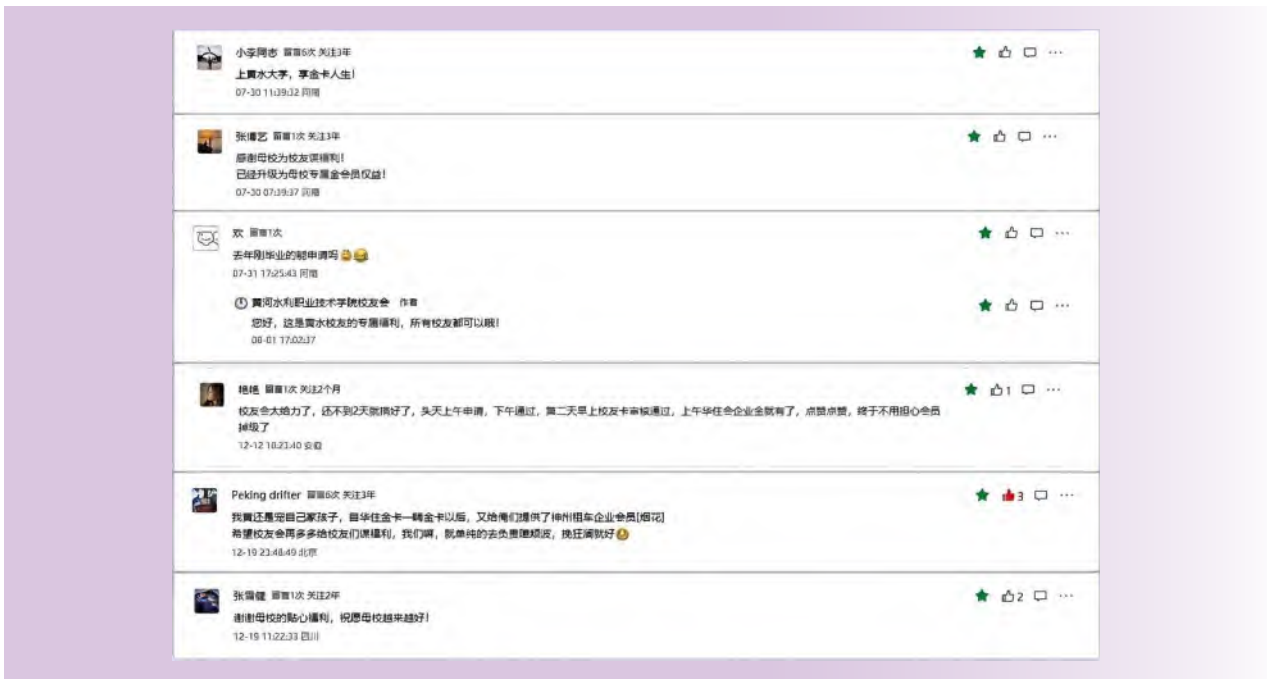 小李同志 留言6次 关注3年
上黄水大学，享金卡人生！
07-30 11:39:32 河南
张博艺 留言1次 关注3年
感谢母校为校友谋福利！
已经升级为母校专属金会员权益！
07-30 07:39:37 河南
欢 留言1次
去年刚毕业的能申请吗
07-31 17:25:43 河南
黄河水利职业技术学院校友会 作者
您好，这是黄水校友的专属福利，所有校友都可以哦！
08-01 17:02:37
艳艳 留言1次 关注2个月
校友会太给力了，还不到2天就搞好了，头天上午申请，下午通过，第二天早上校友卡审核通过，上午华住会企业金就有了，点赞点赞，终于不用担心会员
掉级了
1
12-12 18:23:40 安徽
Peking drifter 留言6次 关注3年
3
我黄还是宠自己家孩子，自华住金卡—畴金卡以后，又给俺们提供了神州租车企业会员[烟花]
希望校友会再多多给校友们谋福利，我们啊，就单纯的去负责障频波，挽狂澜就好
12-19 23:48:49 北京
张雷健 留言1次 关注2年
2
谢谢母校的贴心福利，祝愿母校越来越好！
12-19 11:22:33 四川